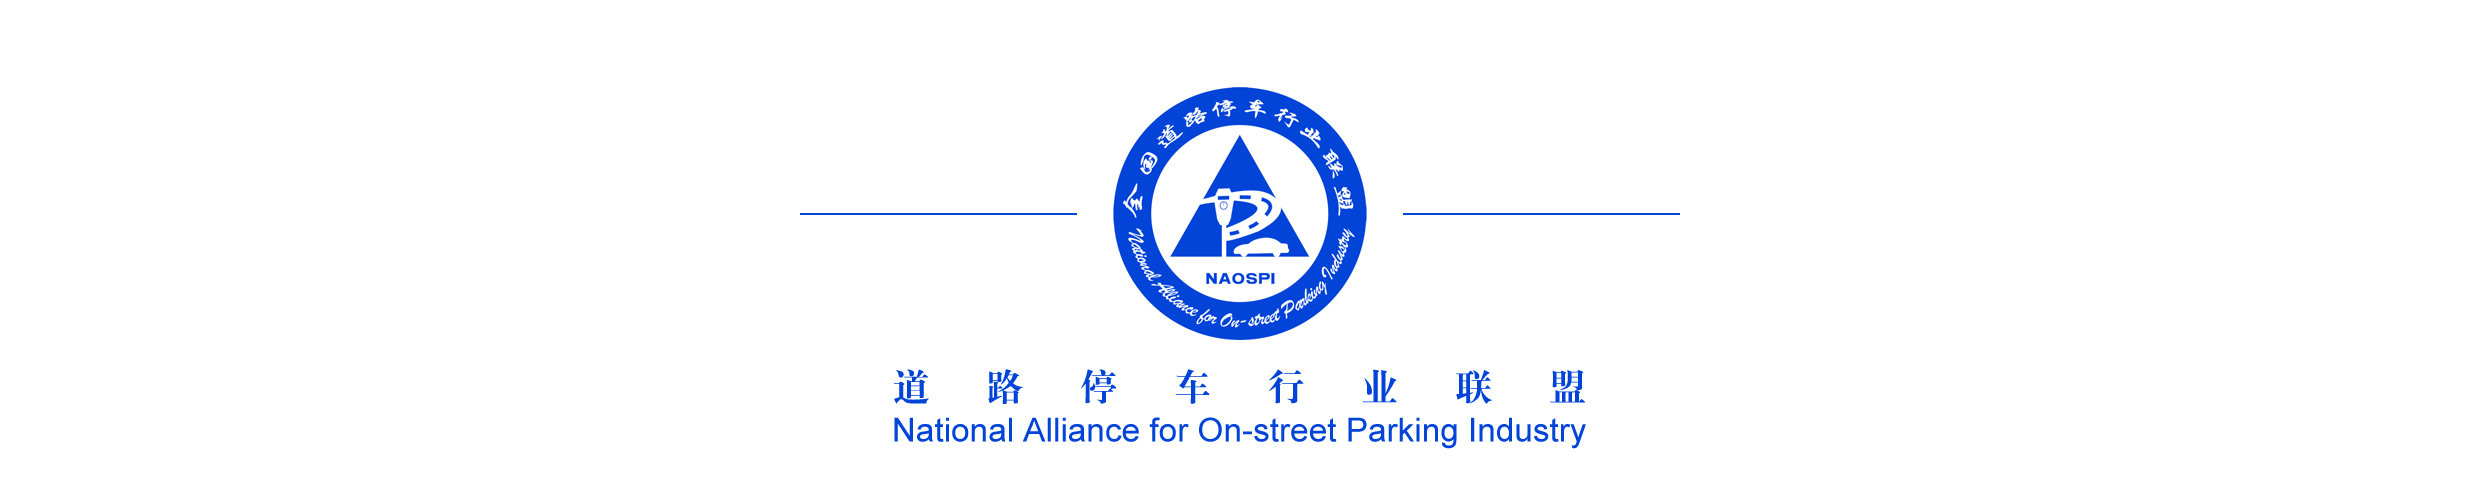 全国道路停车行业联盟
NAOSPI
National Alliance for On-street Parking Industry
道路停车行业联盟
National Alliance for On-street Parking Industry